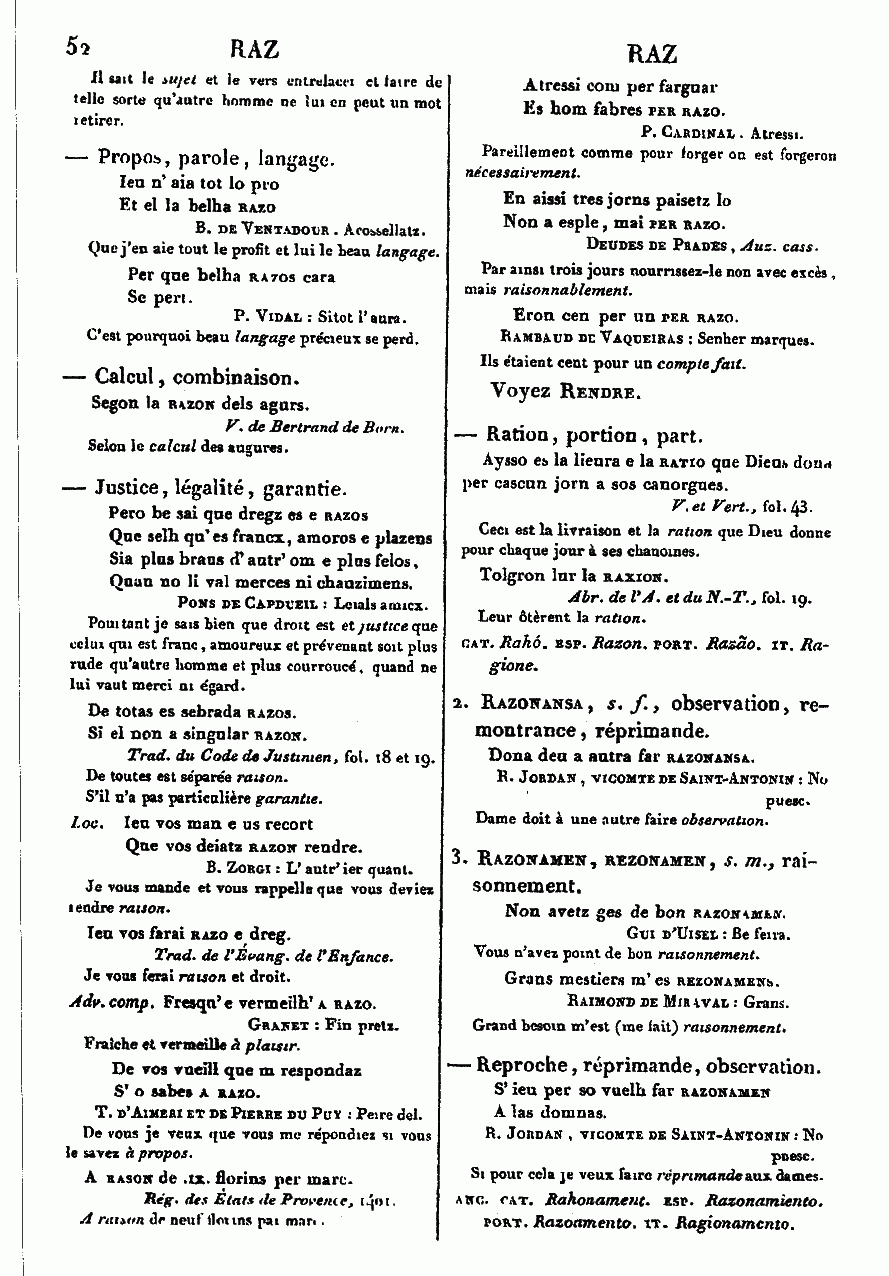 52 RAZ RAZ
Il sait le sujet et le vers entrelacer et faire de
telle sorte qu'autre homme ne lui en peut un mot
retirer.
— Propos, parole, langage.
Ieu n'aia tot lo pro
Et el la belha RAZO
B. DE VENTADOUR. Acossellatz.
Que j'en aie tout le profit et lui le beau langage.
Per que belha RAZOS cara
Se pert.
P. VIDAL : Sitot l'aura.
C'est pourquoi beau langage précieux se perd.
— Calcul, combinaison.
Segon la RAZON dels agurs.
V. de Bertrand de Born.
Selon le calcul des augures.
— Justice, légalité, garantie.
Pero be sai que dregz es e RAZOS
Que selh qu'es francx, amoros e plazens
Sia plus braus d'autr'om e plus felos,
Quan no li val merces ni chauzimens.
PONS DE CAPDUEIL : Leials amicx.
Pourtant je sais bien que droit est et justice que
celui qui est franc, amoureux et prévenant soit plus
rude qu'autre homme et plus courroucé, quand ne
lui vaut merci ni égard.
De totas es sebrada RAZOS.
Si el non a singular RAZON.
Trad. du Code de Justinien, fol. 18 et 19.
De toutes est séparée raison.
S'il n'a pas particulière garantie.
Loc. Ieu vos man e us recort
Que vos deiatz RAZON rendre.
B. ZORGI : L'autr'ier quant.
Je vous mande et vous rappelle que vous deviez
rendre raison.
Ieu vos farai RAZO e dreg.
Trad. de l'Évang. de l'Enfance.
Je vous ferai raison et droit.
Adv. comp. Fresqu'e vermeilh' A RAZO.
GRANET : Fin pretz.
Fraîche et vermeille à plaisir.
De vos vueill que m respondaz
S'o sabes A RAZO.
T. D'AIMERI ET DE PIERRE DU PUY : Peire del.
De vous je veux que vous me répondiez si vous
le savez à propos.
A RASON de .IX. florins per marc.
Rég. des États de Provence, 1401.
A raison de neuf florins par marc.
Atressi com per fargnar
Es hom fabres PER RAZO.
P. CARDINAL. Atressi.
Pareillement comme pour forger on est forgeron
nécessairement.
En aissi tres jorns paisetz lo
Non a esple, mai PER RAZO.
DEUDES DE PRADES, Auz. cass.
Par ainsi trois jours nourrissez-le non avec excès,
mais raisonnablement.
Eron cen per un PER RAZO.
RAMBAUD DE VAQUEIRAS : Senher marques.
Ils étaient cent pour un compte fait.
Voyez RENDRE.
— Ration, portion, part.
Aysso es la lieura e la RATIO que Dieus dona
per cascun jorn a sos canorgues.
V. et Vert., fol. 43.
Ceci est la livraison et la ration que Dieu donne
pour chaque jour à ses chanoines.
Tolgron lur la RAXION.
Abr. de l'A. et du N.-T., fol. 19.
Leur ôtèrent la ration.
CAT. Rahó. ESP. Razon. PORT. Razão. IT. Ra-
gione.
2. RAZONANSA, s. f., observation, re-
montrance, réprimande.
Dona deu a autra far RAZONANSA.
R. JORDAN, VICOMTE DE SAINT-ANTONIN : No
puesc.
Dame doit à une autre faire observation.
3. RAZONAMEN, REZONAMEN, s. m., rai-
sonnement.
Non avetz ges de bon RAZONAMEN.
GUI D'UISEL : Be feira.
Vous n'avez point de bon raisonnement.
Grans mestiers m'es REZONAMENS.
RAIMOND DE MIRAVAL : Grans.
Grand besoin m'est (me fait) raisonnement.
— Reproche, réprimande, observation.
S'ieu per so vuelh far RAZONAMEN
A las domnas.
R. JORDAN, VICOMTE DE SAINT-ANTONIN : No
puesc.
Si pour cela je veux faire réprimande aux dames.
ANC. CAT. Rahonament. ESP. Razonamiento.
PORT. Razoamento. IT. Ragionamento.